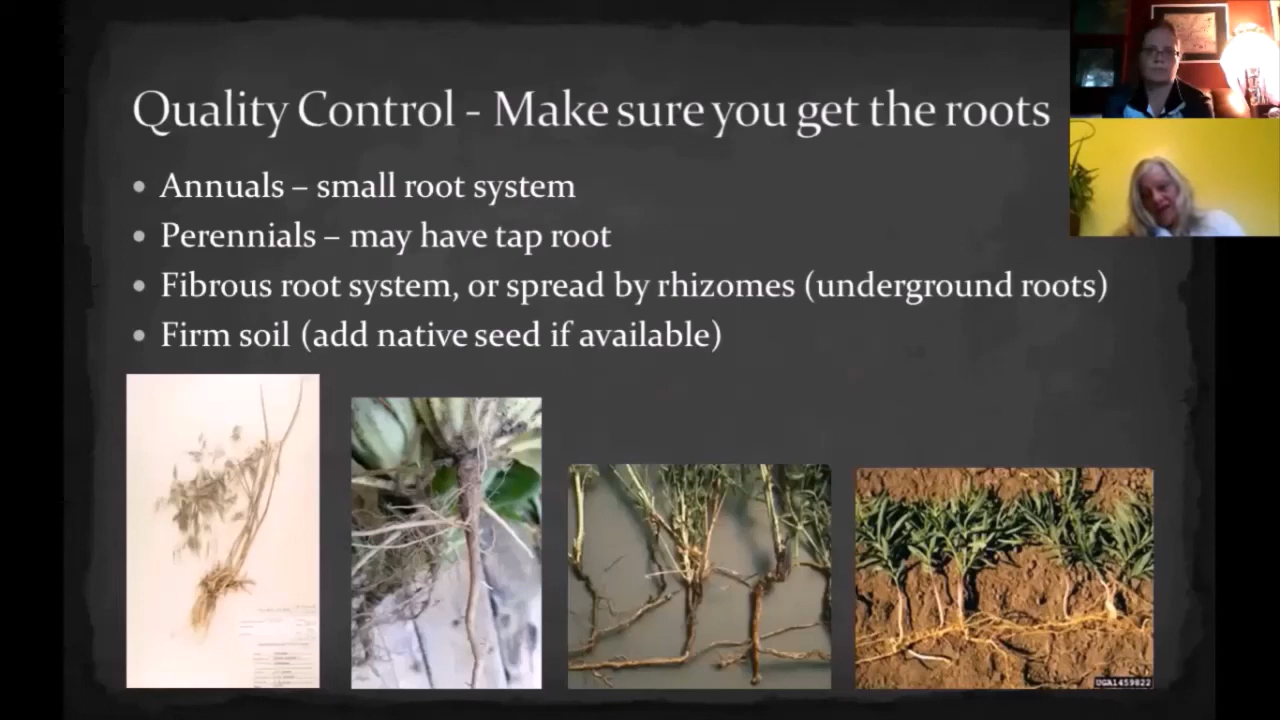 Quality Control - Make sure you get the roots
• Annuals – small root system
• Perennials – may have tap root
• Fibrous root system, or spread by rhizomes (underground roots)
• Firm soil (add native seed if available)
UGA1459822